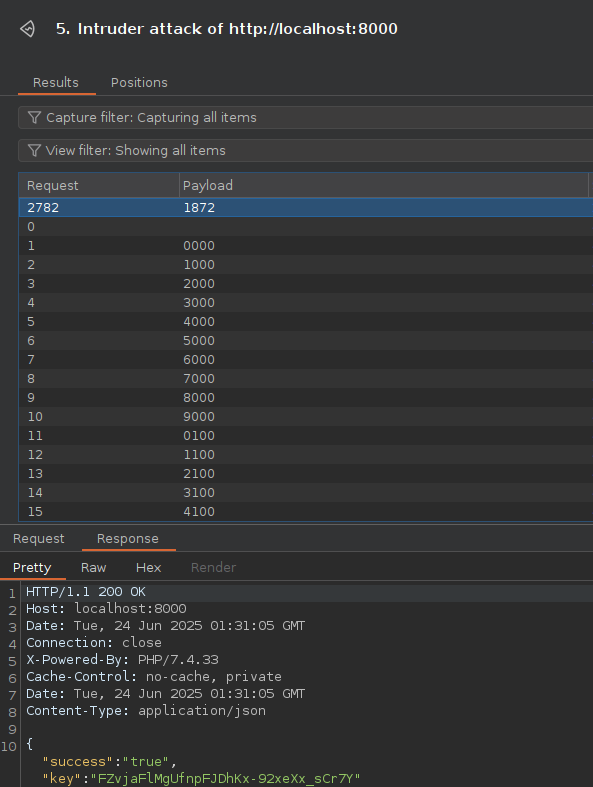 5. Intruder attack of http://localhost:8000
Results Positions
Capture filter: Capturing all items
View filter: Showing all items
Request Payload
2782 1872
0
1 0000
2 1000
3 2000
4 3000
5 4000
6 5000
7 6000
8 7000
9 8000
10 9000
11 0100
12 1100
13 2100
14 3100
15 4100
Request Response
Pretty Raw Hex Render
1 HTTP/1.1 200 OK
2 Host: localhost:8000
3 Date: Tue, 24 Jun 2025 01:31:05 GMT
4 Connection: close
5 X-Powered-By: PHP/7.4.33
6 Cache-Control: no-cache, private
7 Date: Tue, 24 Jun 2025 01:31:05 GMT
8 Content-Type: application/json
9
10 {
"success":"true",
"key":"FZvjaFlMgUfnpFJDhKx-92xeXx_sCr7Y"